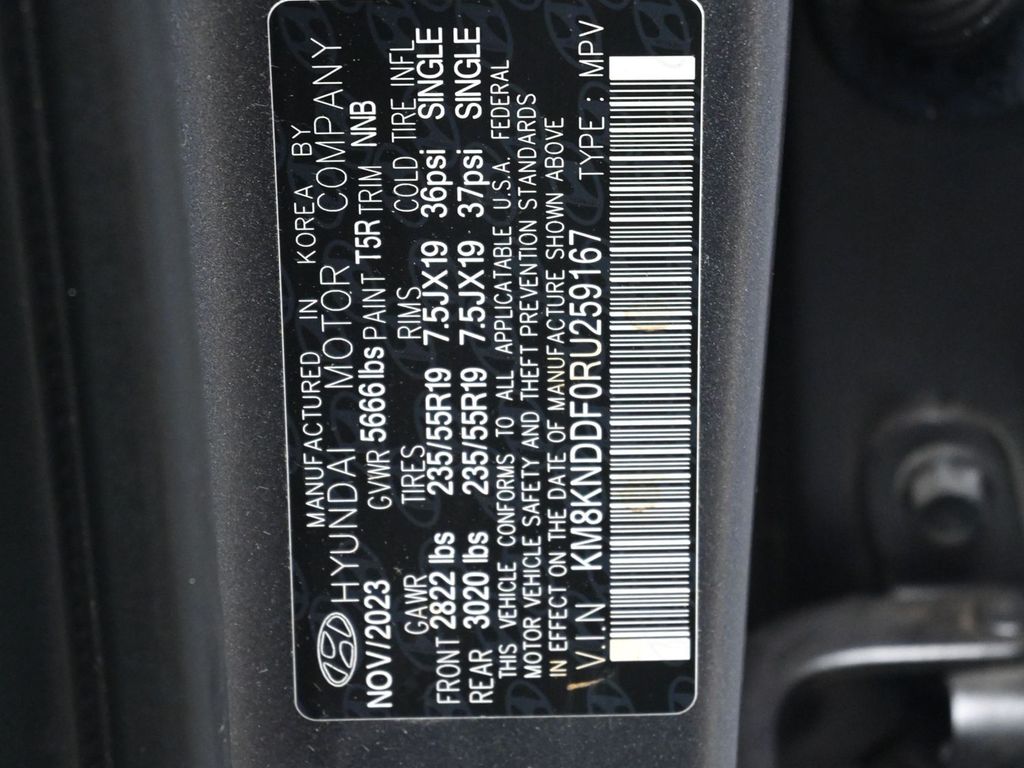 MANUFACTURED IN KOREA BY
HYUNDAI MOTOR COMPANY
NOV/2023 GVWR 5666 lbs PAINT T5R TRIM NNB
GAWR TIRES RIMS COLD TIRE INFL
FRONT 2822 lbs 235/55R19 7.5JX19 36psi SINGLE
REAR 3020 lbs 235/55R19 7.5JX19 37psi SINGLE
THIS VEHICLE CONFORMS TO ALL APPLICATABLE U.S.A. FEDERAL
MOTOR VEHICLE SAFETY AND THEFT PREVENTION STANDARDS
IN EFFECT ON DATE OF MANUFACTURE SHOWN ABOVE
V.I.N KM8KNDDF0RU259167 TYPE : MPV